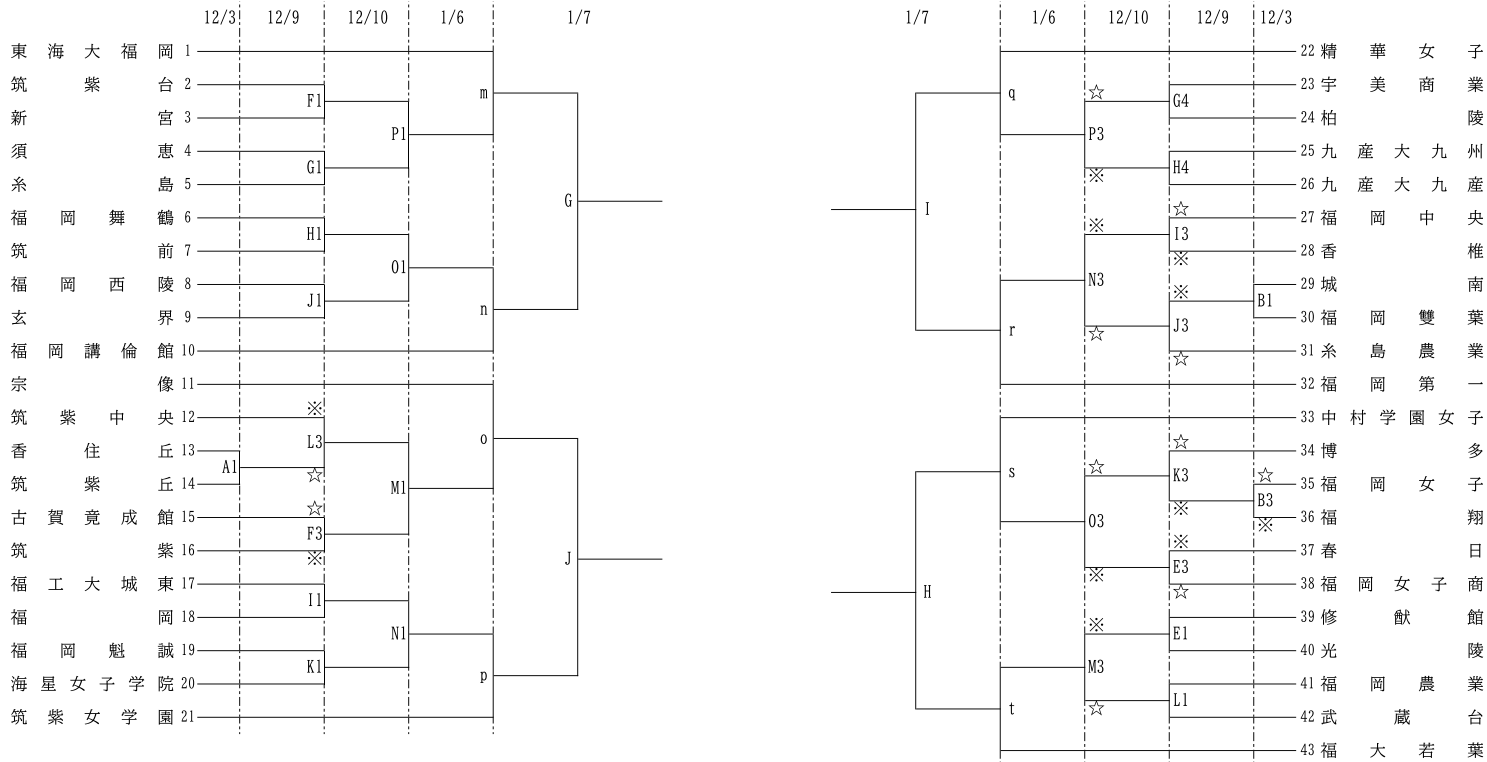 12/3 12/9 12/10 1/6 1/7
東海大福岡 1
筑紫台 2
F1
新宮 3
P1
m
須恵 4
G1
糸島 5
G
福岡舞鶴 6
H1
筑前 7
O1
n
福岡西陵 8
J1
玄界 9
福岡講倫館 10
宗像 11
筑紫中央 12
※
L3
☆
香住丘 13
A1
筑紫丘 14
o
M1
古賀竟成館 15
☆
F3
※
筑紫 16
J
福工大城東 17
I1
福岡 18
N1
p
福岡魁誠 19
K1
海星女子学院 20
筑紫女学園 21
1/7 1/6 12/10 12/9 12/3
22 精華女子
q
☆
P3
※
23 宇美商業
G4
24 柏陵
25 九産大九州
H4
26 九産大九産
I
27 福岡中央
☆
I3
※
28 香椎
※
N3
☆
r
29 城南
B1
30 福岡雙葉
※
J3
☆
31 糸島農業
32 福岡第一
33 中村学園女子
s
34 博多
☆
K3
※
35 福岡女子
☆
B3
※
36 福翔
☆
O3
※
37 春日
※
E3
☆
38 福岡女子商
H
39 修猷館
E1
40 光陵
※
M3
☆
t
41 福岡農業
L1
42 武蔵台
43 福大若葉